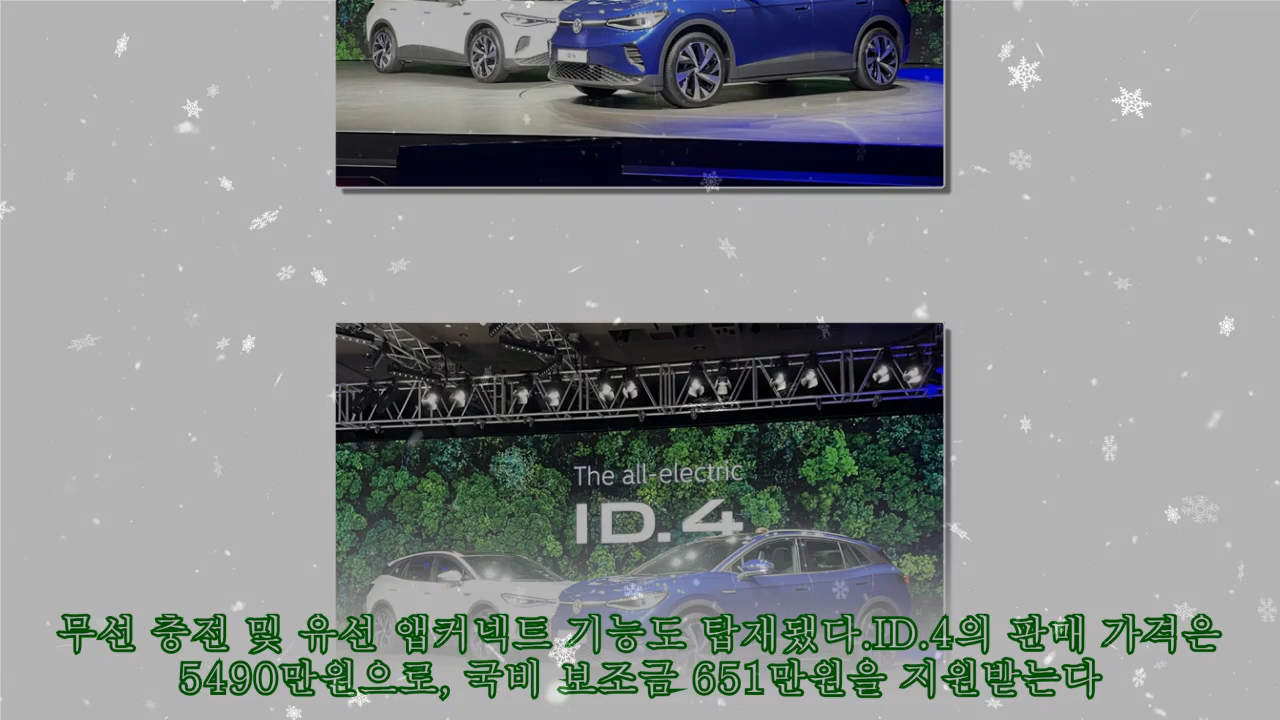 The all-electric
ID.4
무선 충전 및 유선 앱커넥트 기능도 탑재됐다.ID.4의 판매 가격은
5490만원으로, 국비 보조금 651만원을 지원받는다